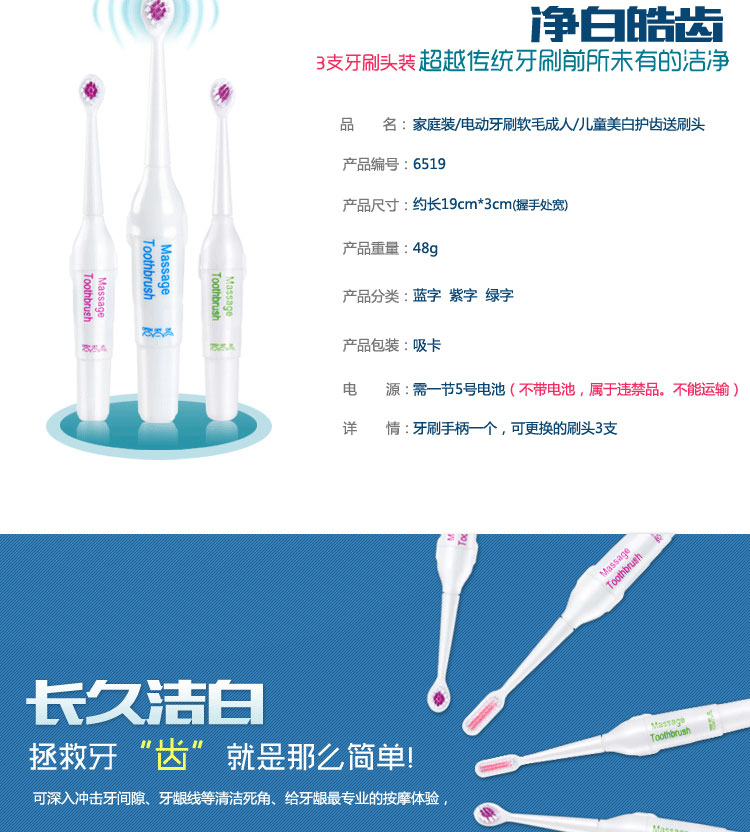 净白皓齿
3支牙刷头装 超越传统牙刷前所未有的洁净
品 名：家庭装/电动牙刷软毛成人/儿童美白护齿送刷头
产品编号：6519
产品尺寸：约长19cm*3cm(握手处宽)
产品重量：48g
产品分类：蓝字 紫字 绿字
产品包装：吸卡
电 源：需一节5号电池（不带电池，属于违禁品。不能运输）
详 情：牙刷手柄一个，可更换的刷头3支
Massage
Toothbrush
Massage
Toothbrush
Massage
Toothbrush
Massage
Toothbrush
Massage
Toothbrush
长久洁白
拯救牙“齿”就是那么简单!
可深入冲击牙间隙、牙龈线等清洁死角、给牙龈最专业的按摩体验，